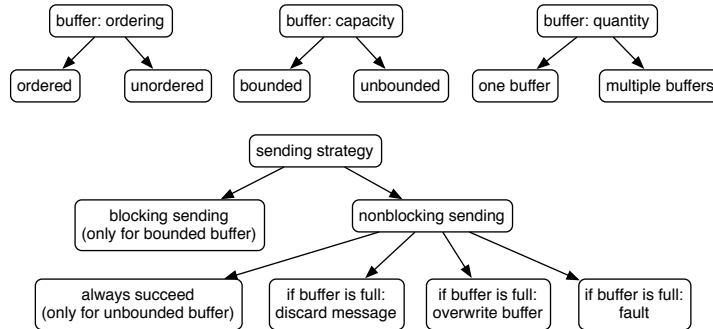 buffer: ordering
buffer: capacity
buffer: quantity
ordered
unordered
bounded
unbounded
one buffer
multiple buffers
sending strategy
blocking sending
(only for bounded buffer)
nonblocking sending
always succeed
(only for unbounded buffer)
if buffer is full:
discard message
if buffer is full:
overwrite buffer
if buffer is full:
fault